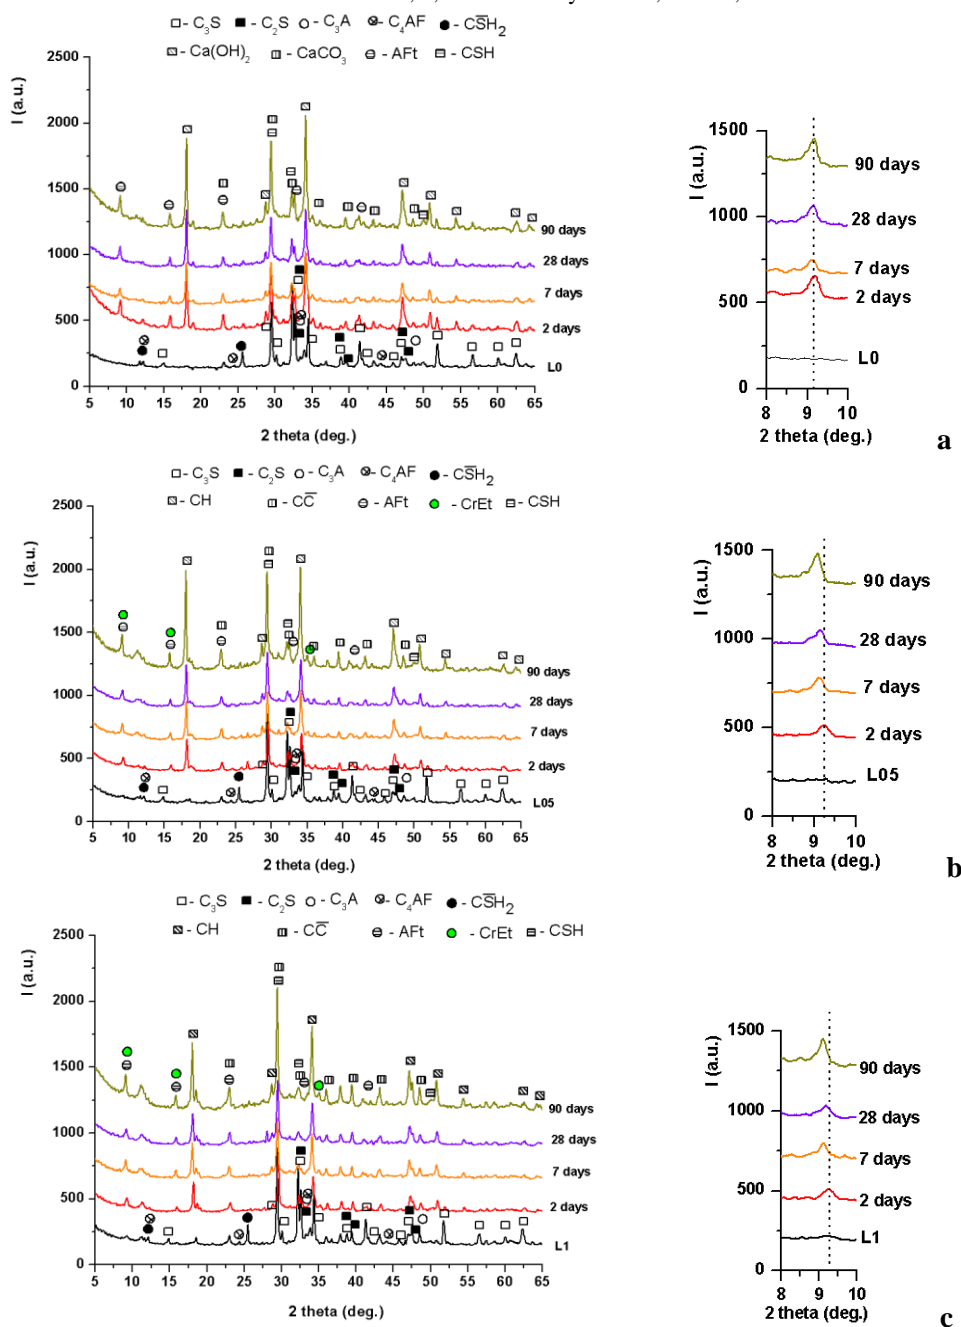 - C₃S - C₂S - C₃A - C₄AF - CS̅H₂
- Ca(OH)₂ - CaCO₃ - AFt - CSH
2500
2000
1500
1000
500
0
I (a.u.)
90 days
28 days
7 days
2 days
L0
5 10 15 20 25 30 35 40 45 50 55 60 65
2 theta (deg.)
1500
1000
500
0
I (a.u.)
90 days
28 days
7 days
2 days
L0
8 9 10
2 theta (deg.)
a
- C₃S - C₂S - C₃A - C₄AF - CS̅H₂
- CH - CC̅ - AFt - CrEt - CSH
2500
2000
1500
1000
500
0
I (a.u.)
90 days
28 days
7 days
2 days
L05
5 10 15 20 25 30 35 40 45 50 55 60 65
2 theta (deg.)
1500
1000
500
0
I (a.u.)
90 days
28 days
7 days
2 days
L05
8 9 10
2 theta (deg.)
b
- C₃S - C₂S - C₃A - C₄AF - CS̅H₂
- CH - CC̅ - AFt - CrEt - CSH
2500
2000
1500
1000
500
0
I (a.u.)
90 days
28 days
7 days
2 days
L1
5 10 15 20 25 30 35 40 45 50 55 60 65
2 theta (deg.)
1500
1000
500
0
I (a.u.)
90 days
28 days
7 days
2 days
L1
8 9 10
2 theta (deg.)
c